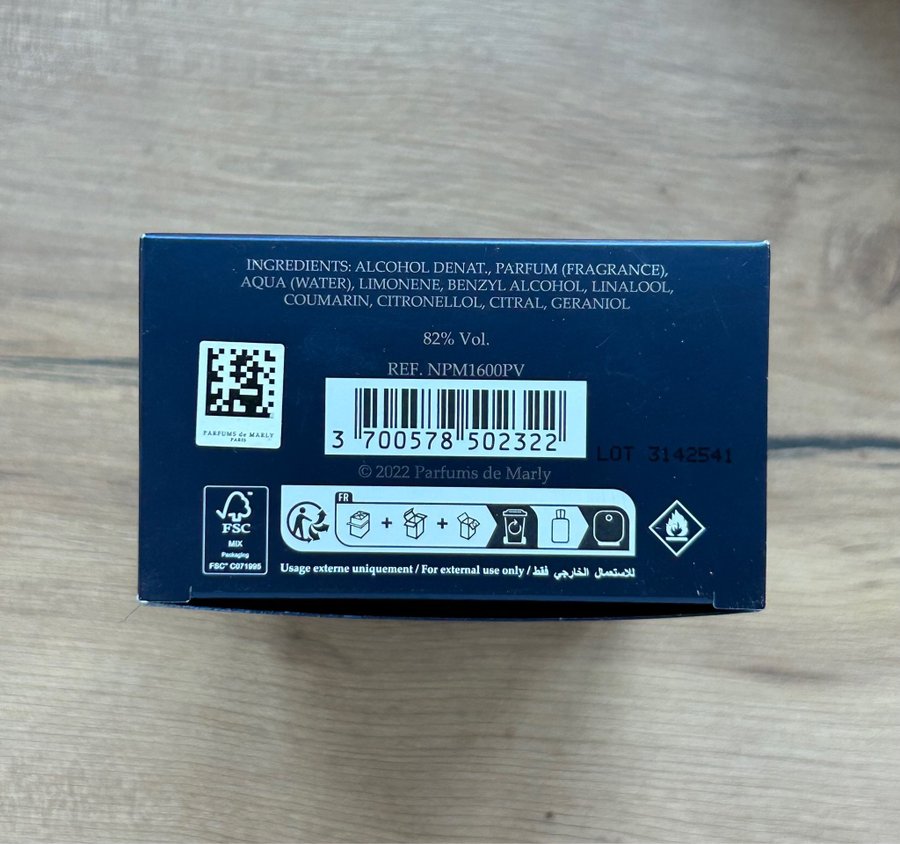 INGREDIENTS: ALCOHOL DENAT., PARFUM (FRAGRANCE),
AQUA (WATER), LIMONENE, BENZYL ALCOHOL, LINALOOL,
COUMARIN, CITRONELLOL, CITRAL, GERANIOL
82% Vol.
REF. NPM1600PV
3 700578 502322
LOT 3142541
PARFUMS de MARLY
PARIS
© 2022 Parfums de Marly
FSC
MIX
Packaging
FSC® C071995
FR
Usage externe uniquement / For external use only / للاستعمال الخارجي فقط